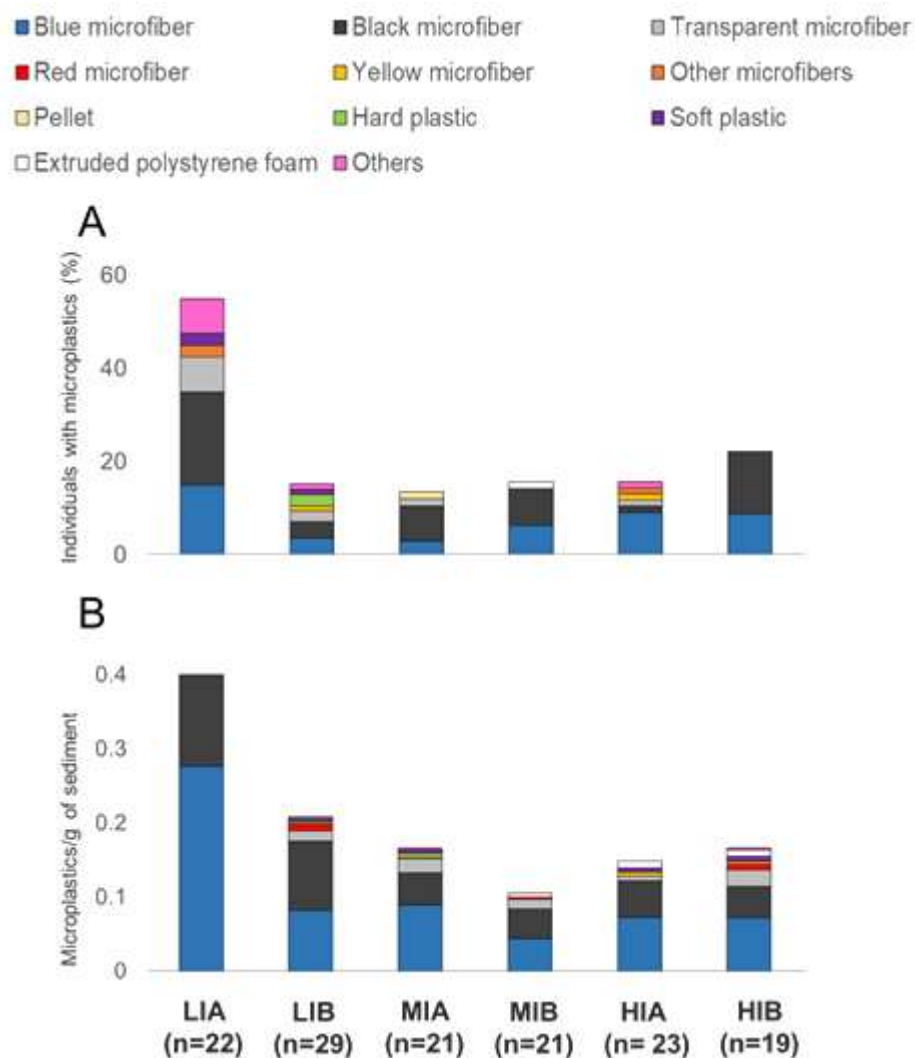 Blue microfiber Black microfiber Transparent microfiber
Red microfiber Yellow microfiber Other microfibers
Pellet Hard plastic Soft plastic
Extruded polystyrene foam Others
A
Individuals with microplastics (%)
60
40
20
0
B
Microplastics/g of sediment
0.4
0.3
0.2
0.1
0
LIA LIB MIA MIB HIA HIB
(n=22) (n=29) (n=21) (n=21) (n= 23) (n=19)